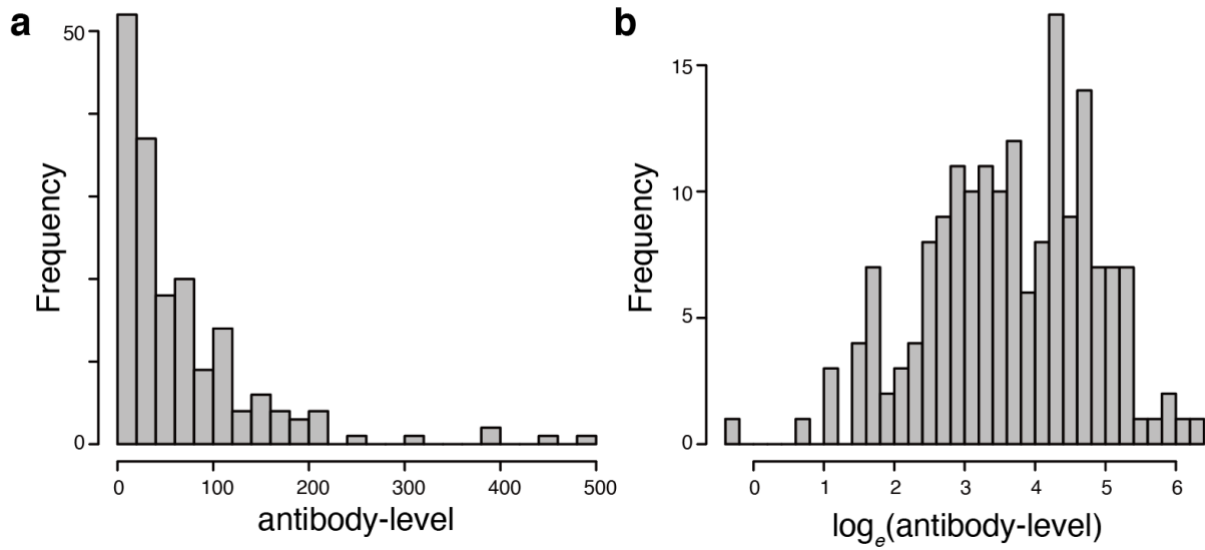 a
50
0
Frequency
0 100 200 300 400 500
antibody-level
b
15
10
5
0
Frequency
0 1 2 3 4 5 6
logₑ(antibody-level)